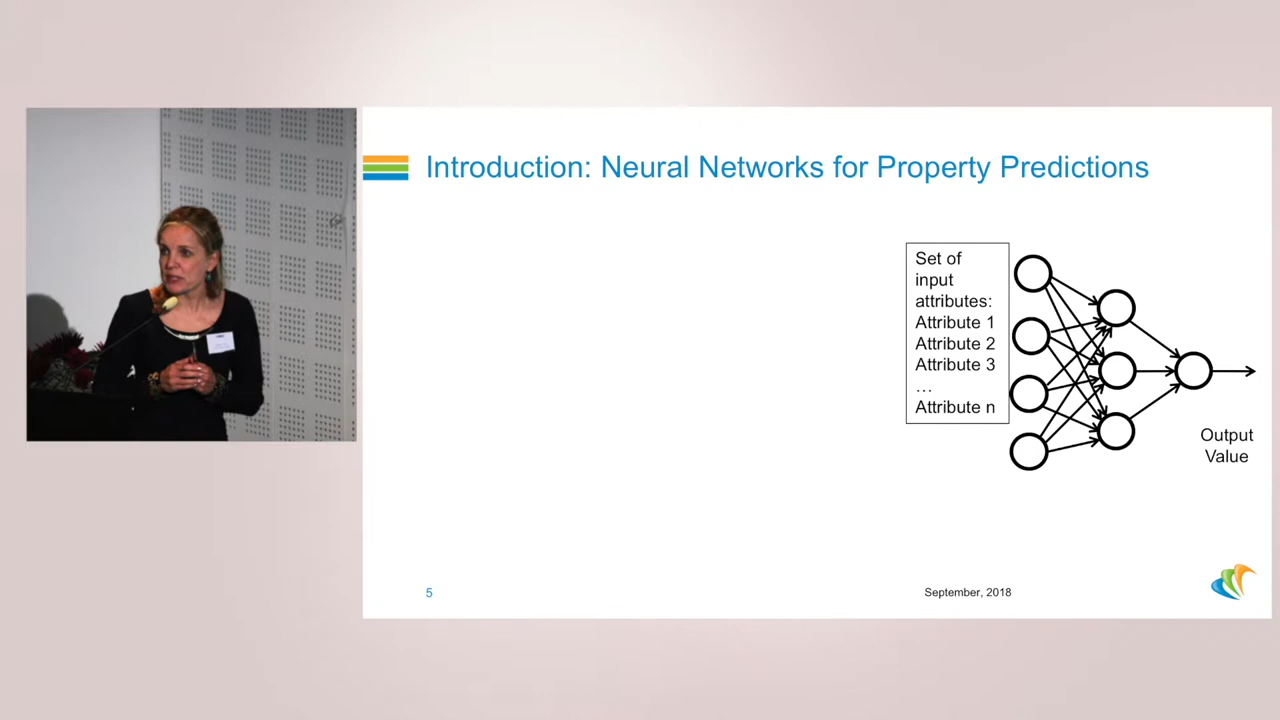 Introduction: Neural Networks for Property Predictions
Set of
input
attributes:
Attribute 1
Attribute 2
Attribute 3
…
Attribute n
Output
Value
5
September, 2018